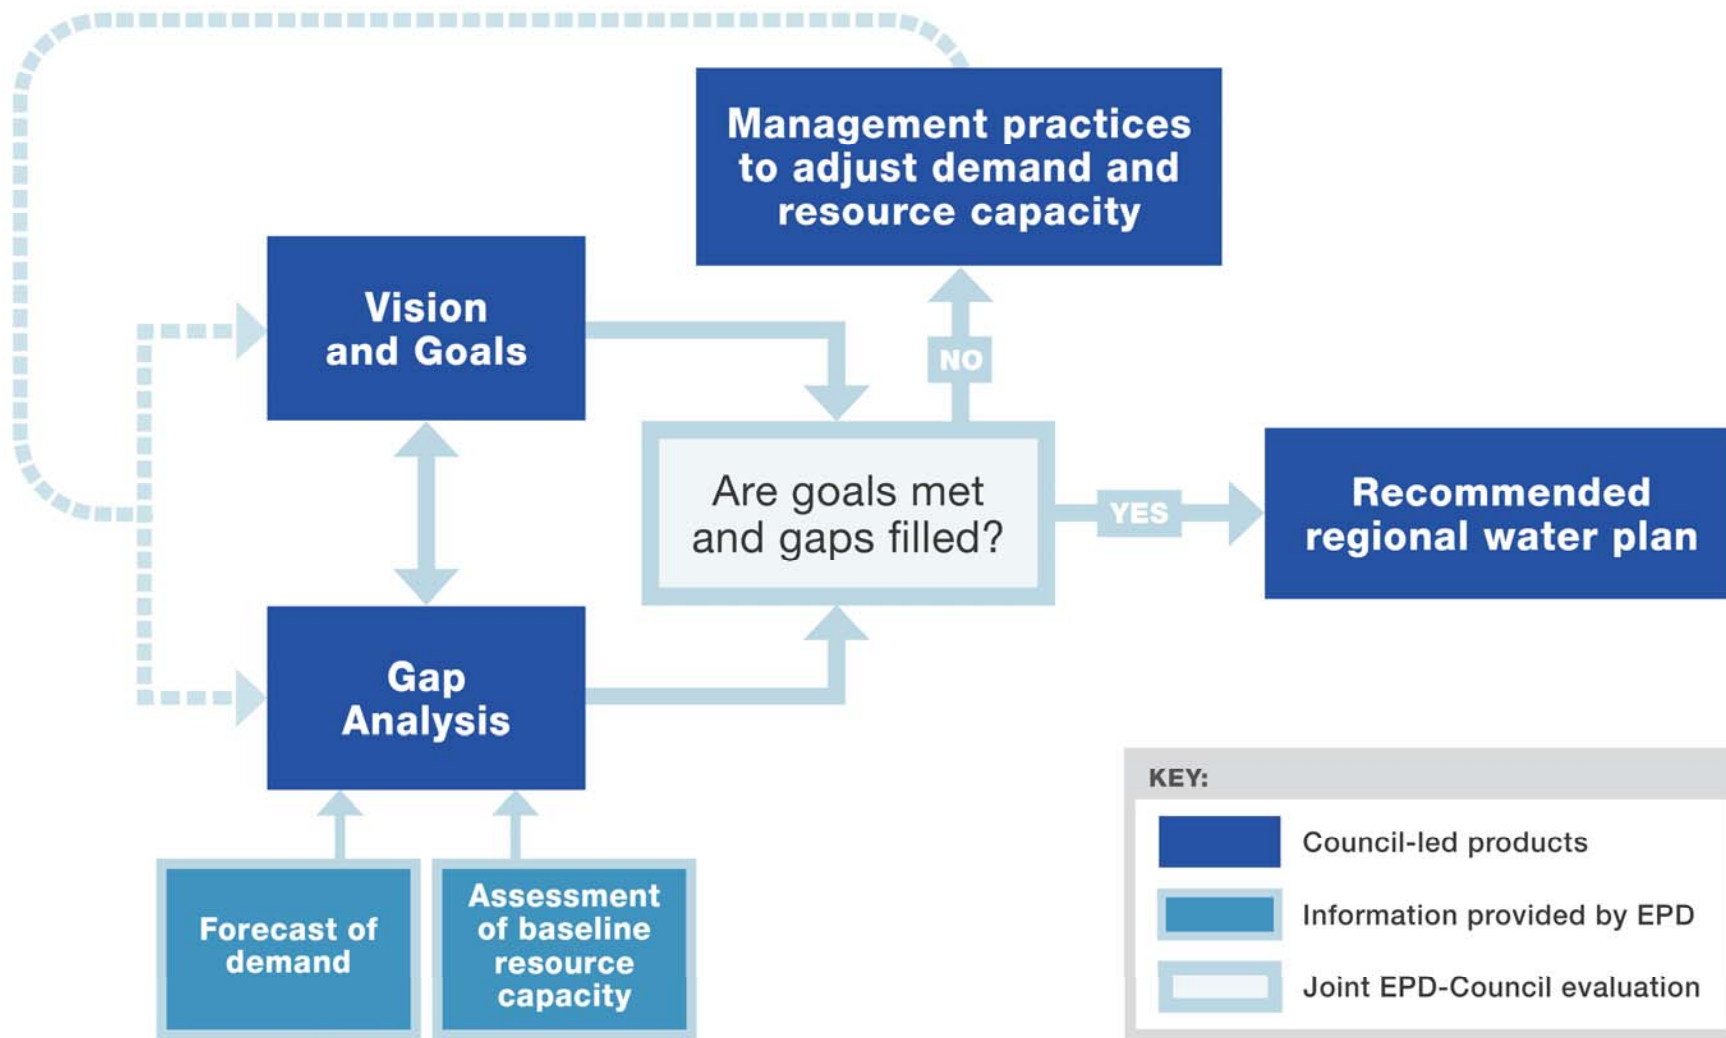 Management practices
to adjust demand and
resource capacity
Vision
and Goals
NO
Are goals met
and gaps filled?
YES
Recommended
regional water plan
Gap
Analysis
Forecast of
demand
Assessment
of baseline
resource
capacity
KEY:
Council-led products
Information provided by EPD
Joint EPD-Council evaluation